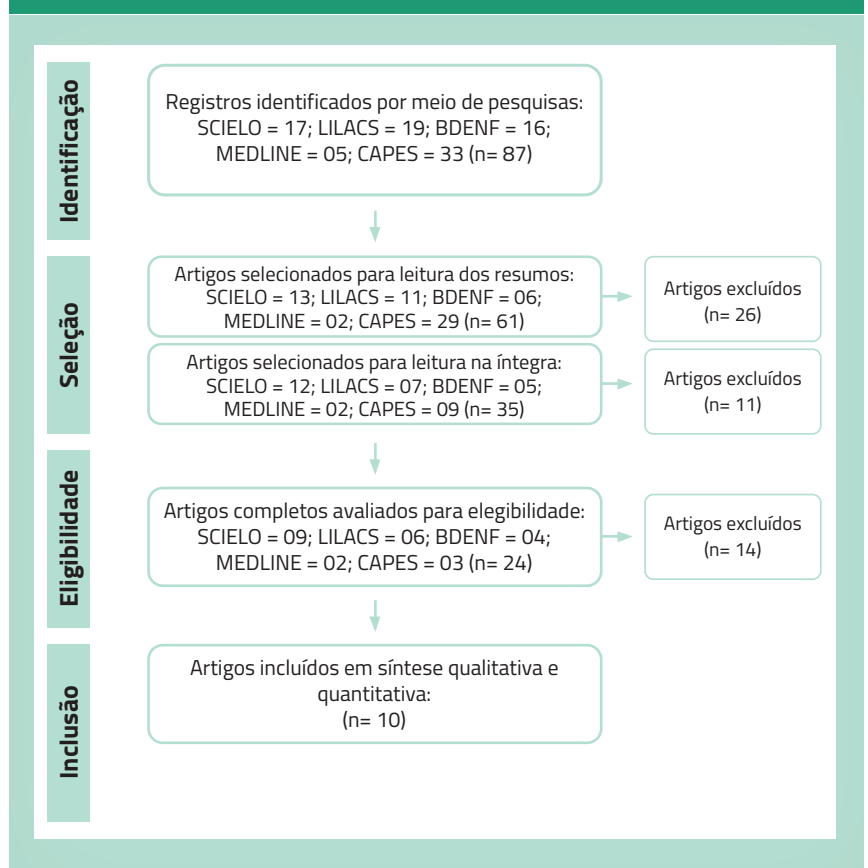 Identificação
Registros identificados por meio de pesquisas:
SCIELO = 17; LILACS = 19; BDENF = 16;
MEDLINE = 05; CAPES = 33 (n= 87)
Seleção
Artigos selecionados para leitura dos resumos:
SCIELO = 13; LILACS = 11; BDENF = 06;
MEDLINE = 02; CAPES = 29 (n= 61)
Artigos excluídos
(n= 26)
Artigos selecionados para leitura na íntegra:
SCIELO = 12; LILACS = 07; BDENF = 05;
MEDLINE = 02; CAPES = 09 (n= 35)
Artigos excluídos
(n= 11)
Eligibilidade
Artigos completos avaliados para elegibilidade:
SCIELO = 09; LILACS = 06; BDENF = 04;
MEDLINE = 02; CAPES = 03 (n= 24)
Artigos excluídos
(n= 14)
Inclusão
Artigos incluídos em síntese qualitativa e
quantitativa:
(n= 10)